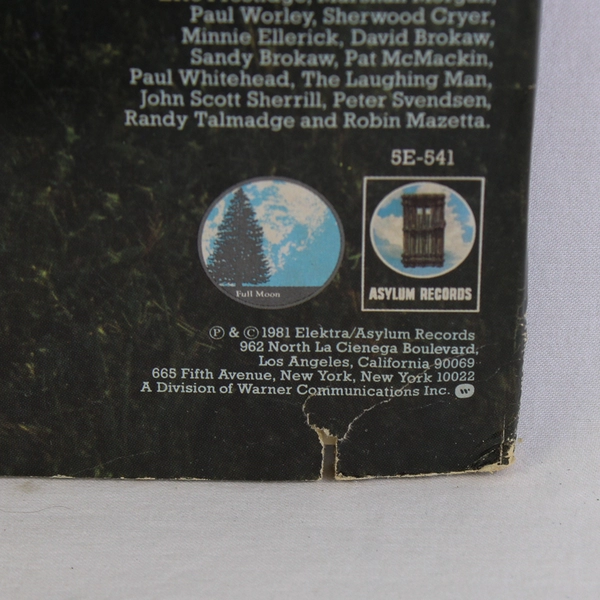 Marshall Morgan,
Paul Worley, Sherwood Cryer,
Minnie Ellerick, David Brokaw,
Sandy Brokaw, Pat McMackin,
Paul Whitehead, The Laughing Man,
John Scott Sherrill, Peter Svendsen,
Randy Talmadge and Robin Mazetta.
5E-541
Full Moon
ASYLUM RECORDS
Ⓟ & © 1981 Elektra/Asylum Records
962 North La Cienega Boulevard,
Los Angeles, California 90069
665 Fifth Avenue, New York, New York 10022
A Division of Warner Communications Inc. W